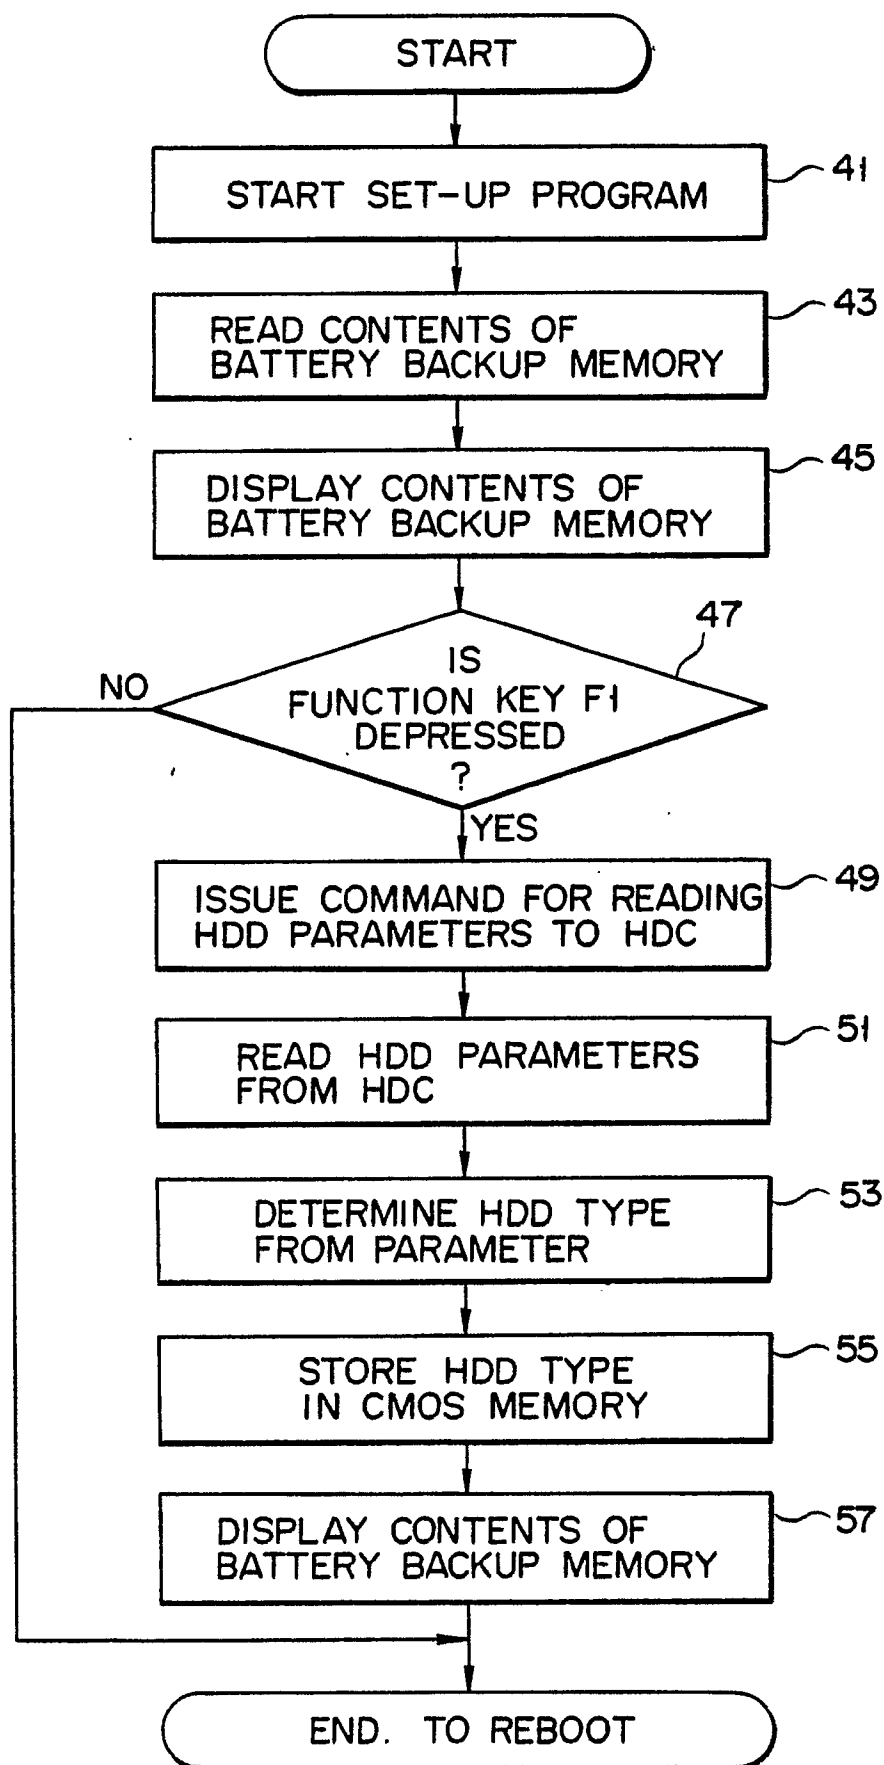 START
START SET-UP PROGRAM
41
READ CONTENTS OF
BATTERY BACKUP MEMORY
43
DISPLAY CONTENTS OF
BATTERY BACKUP MEMORY
45
47
IS
FUNCTION KEY F1
DEPRESSED
?
NO
YES
ISSUE COMMAND FOR READING
HDD PARAMETERS TO HDC
49
READ HDD PARAMETERS
FROM HDC
51
DETERMINE HDD TYPE
FROM PARAMETER
53
STORE HDD TYPE
IN CMOS MEMORY
55
DISPLAY CONTENTS OF
BATTERY BACKUP MEMORY
57
END. TO REBOOT